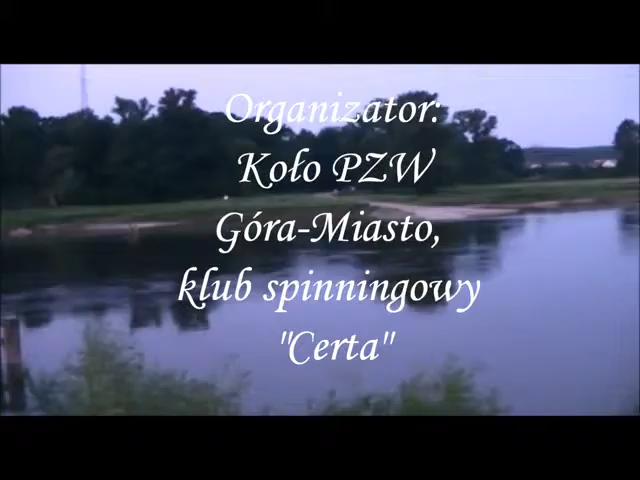 Organizator:
Koło PZW
Góra-Miasto,
klub spinningowy
"Certa"